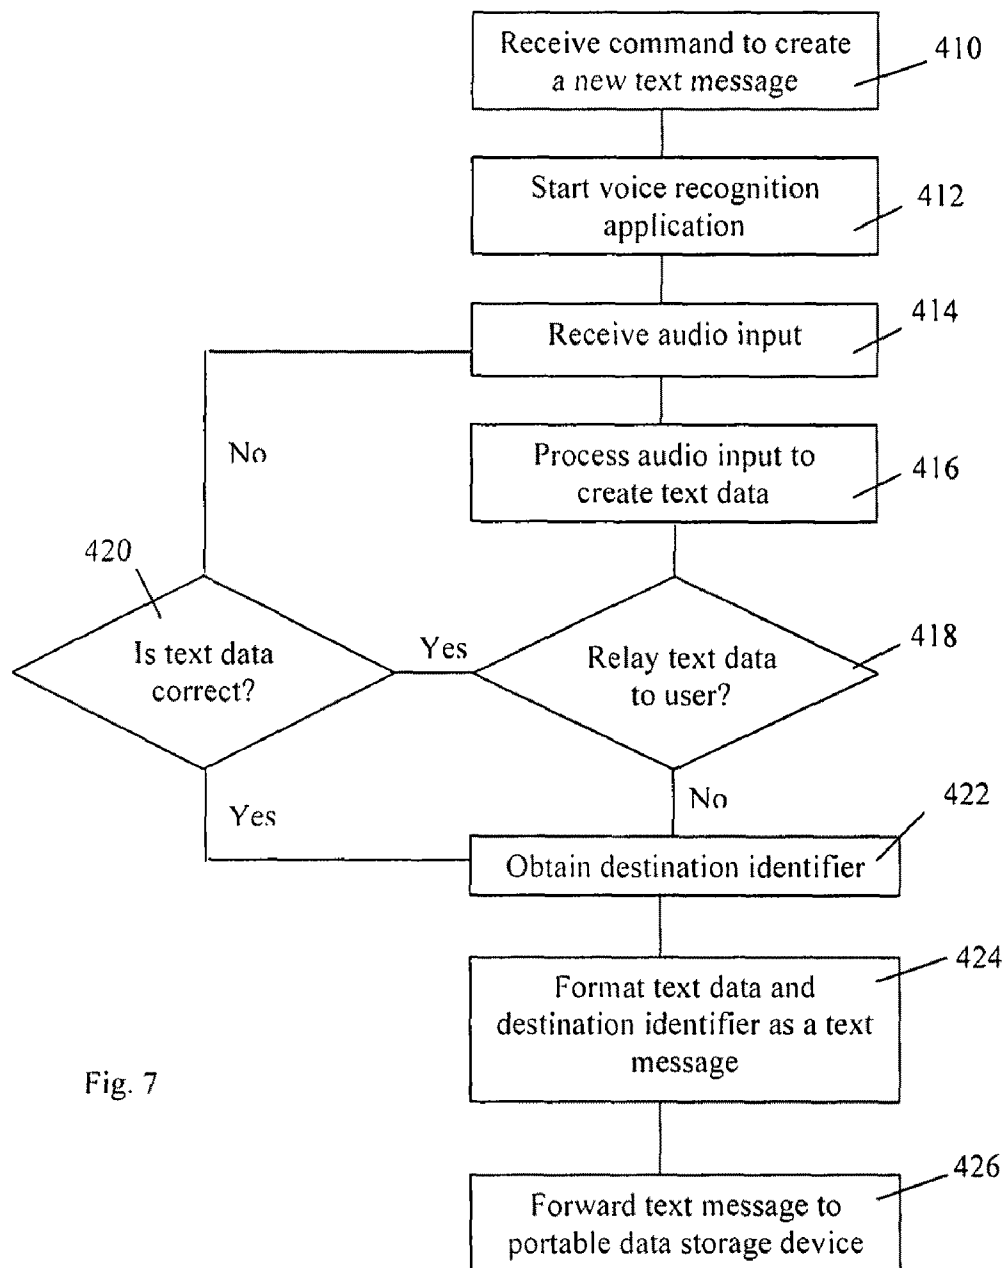 Receive command to create
a new text message
410
Start voice recognition
application
412
Receive audio input
414
No
Process audio input to
create text data
416
420
Is text data
correct?
Yes
Relay text data
to user?
418
Yes
No
422
Obtain destination identifier
424
Format text data and
destination identifier as a text
message
Fig. 7
426
Forward text message to
portable data storage device